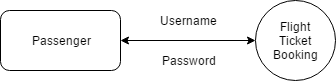 Passenger
Username
Password
Flight
Ticket
Booking